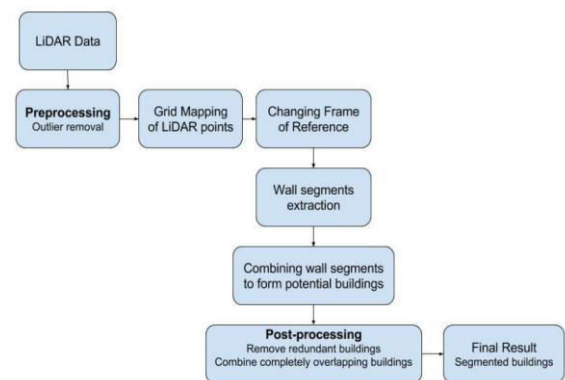 LiDAR Data
Preprocessing
Outlier removal
Grid Mapping
of LiDAR points
Changing Frame
of Reference
Wall segments
extraction
Combining wall segments
to form potential buildings
Post-processing
Remove redundant buildings
Combine completely overlapping buildings
Final Result
Segmented buildings